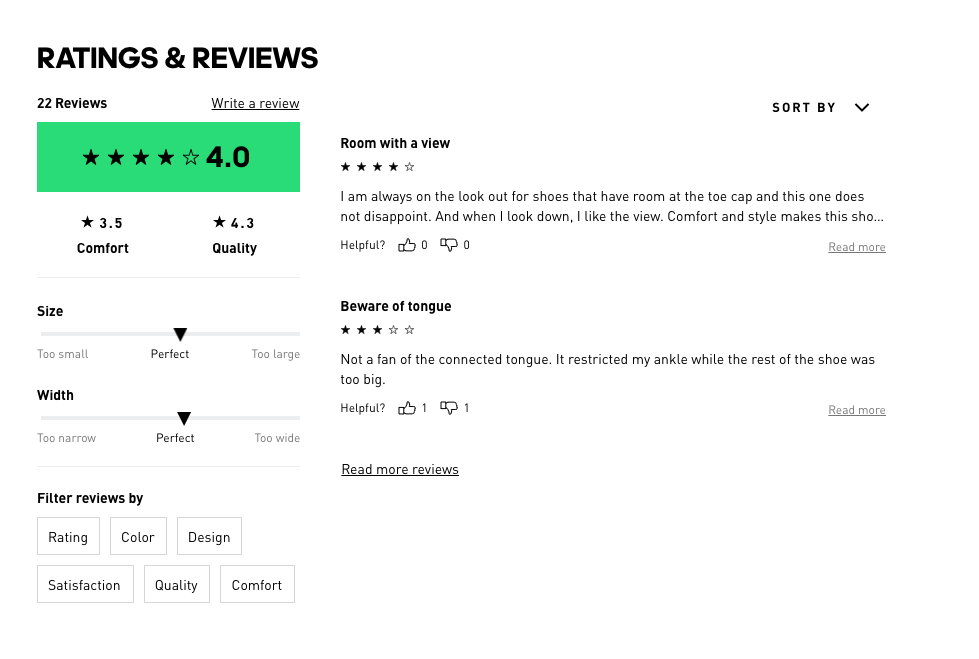 RATINGS & REVIEWS
22 Reviews
Write a review
★ ★ ★ ★ ☆ 4.0
★ 3.5
Comfort
★ 4.3
Quality
Size
Too small
Perfect
Too large
Width
Too narrow
Perfect
Too wide
Filter reviews by
Rating
Color
Design
Satisfaction
Quality
Comfort
SORT BY
Room with a view
★ ★ ★ ★ ☆
I am always on the look out for shoes that have room at the toe cap and this one does
not disappoint. And when I look down, I like the view. Comfort and style makes this sho...
Helpful? 0 0
Read more
Beware of tongue
★ ★ ★ ☆ ☆
Not a fan of the connected tongue. It restricted my ankle while the rest of the shoe was
too big.
Helpful? 1 1
Read more
Read more reviews